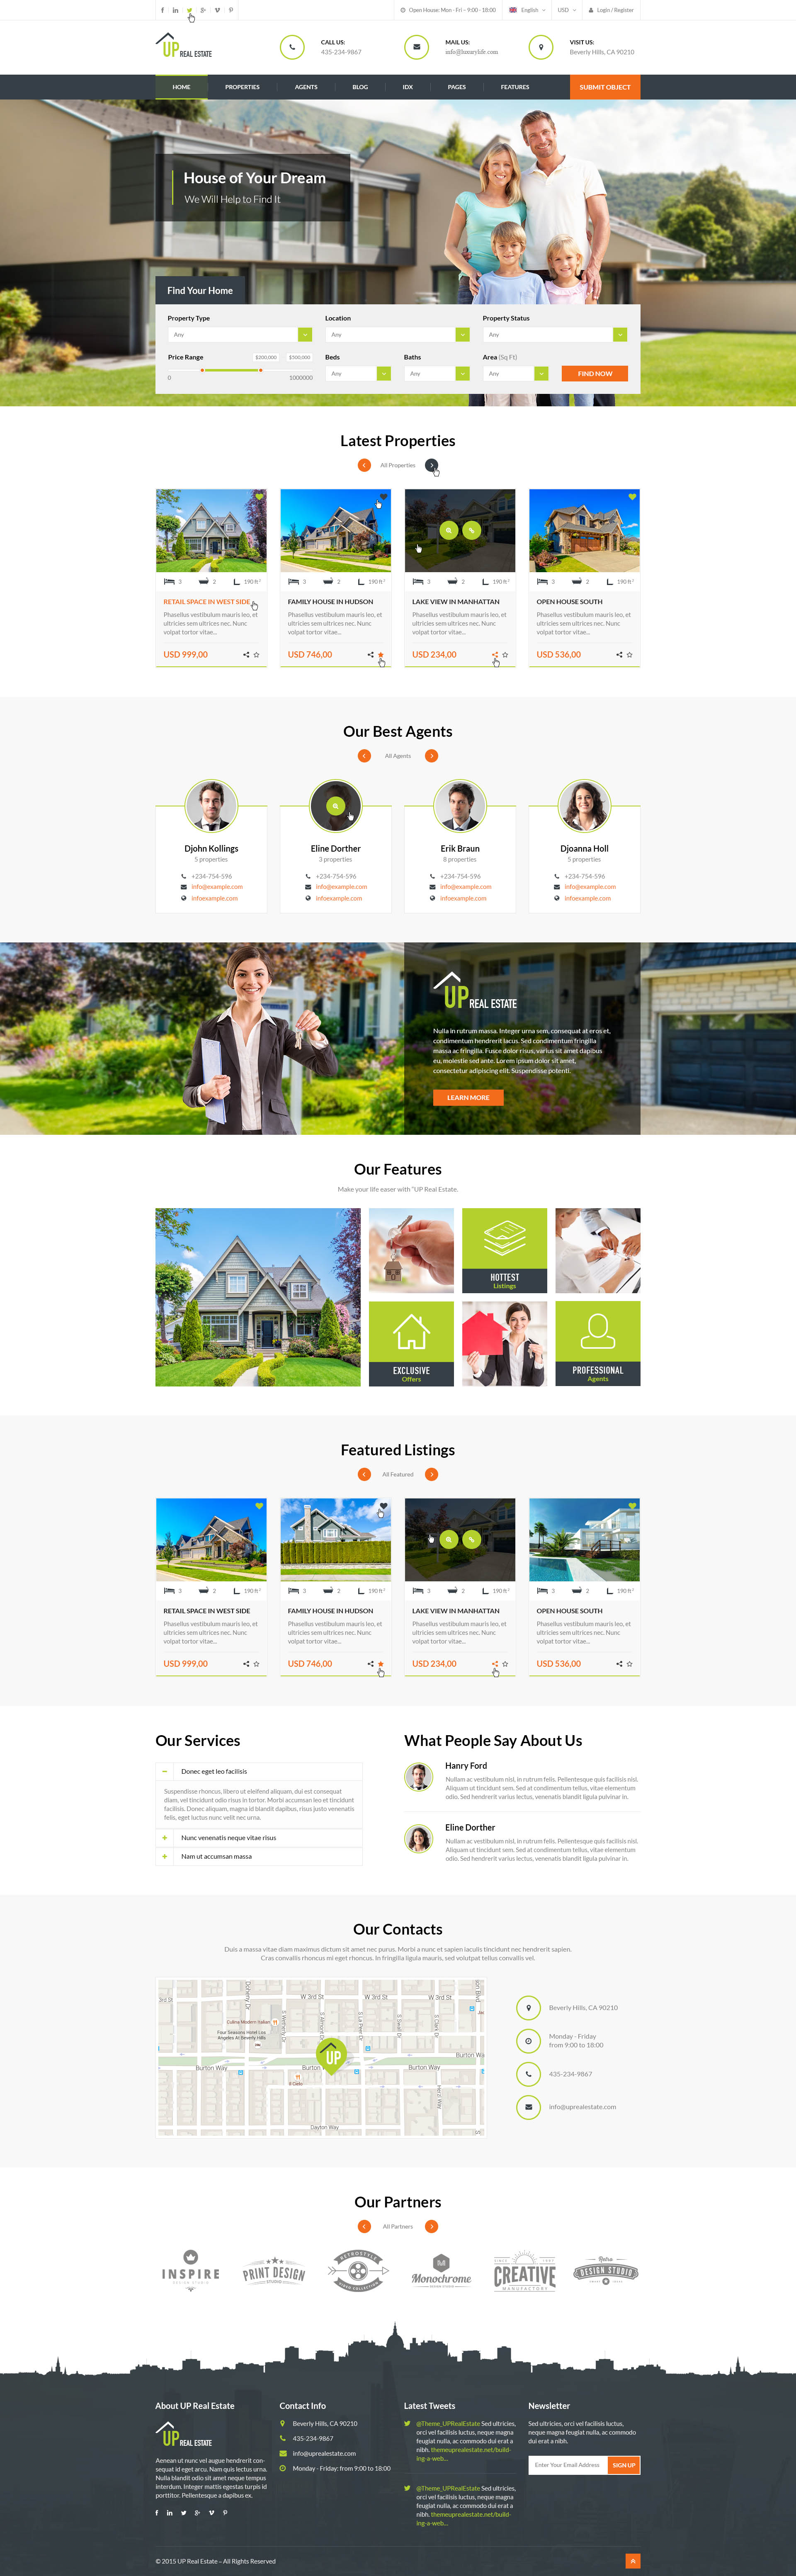 Open House: Mon - Fri - 9:00 - 18:00
English
USD
Login / Register
UP REAL ESTATE
CALL US:
435-234-9867
MAIL US:
info@luxurylife.com
VISIT US:
Beverly Hills, CA 90210
HOME
PROPERTIES
AGENTS
BLOG
IDX
PAGES
FEATURES
SUBMIT OBJECT
House of Your Dream
We Will Help to Find It
Find Your Home
Property Type
Location
Property Status
Any
Any
Any
Price Range
$200,000
$500,000
Beds
Baths
Area (Sq Ft)
0
1000000
Any
Any
Any
FIND NOW
Latest Properties
All Properties
3 2 190 ft²
RETAIL SPACE IN WEST SIDE
Phasellus vestibulum mauris leo, et
ultricies sem ultrices nec. Nunc
volpat tortor vitae...
USD 999,00
3 2 190 ft²
FAMILY HOUSE IN HUDSON
Phasellus vestibulum mauris leo, et
ultricies sem ultrices nec. Nunc
volpat tortor vitae...
USD 746,00
3 2 190 ft²
LAKE VIEW IN MANHATTAN
Phasellus vestibulum mauris leo, et
ultricies sem ultrices nec. Nunc
volpat tortor vitae...
USD 234,00
3 2 190 ft²
OPEN HOUSE SOUTH
Phasellus vestibulum mauris leo, et
ultricies sem ultrices nec. Nunc
volpat tortor vitae...
USD 536,00
Our Best Agents
All Agents
Djohn Kollings
5 properties
+234-754-596
info@example.com
infoexample.com
Eline Dorther
3 properties
+234-754-596
info@example.com
infoexample.com
Erik Braun
8 properties
+234-754-596
info@example.com
infoexample.com
Djoanna Holl
5 properties
+234-754-596
info@example.com
infoexample.com
UP REAL ESTATE
Nulla in rutrum massa. Integer urna sem, consequat at eros et,
condimentum hendrerit lacus. Sed condimentum fringilla
massa ac fringilla. Fusce dolor risus, varius sit amet dapibus
eu, molestie sed ante. Lorem ipsum dolor sit amet,
consectetur adipiscing elit. Suspendisse potenti.
LEARN MORE
Our Features
Make your life easer with "UP Real Estate.
HOTTEST
Listings
EXCLUSIVE
Offers
PROFESSIONAL
Agents
Featured Listings
All Featured
3 2 190 ft²
RETAIL SPACE IN WEST SIDE
Phasellus vestibulum mauris leo, et
ultricies sem ultrices nec. Nunc
volpat tortor vitae...
USD 999,00
3 2 190 ft²
FAMILY HOUSE IN HUDSON
Phasellus vestibulum mauris leo, et
ultricies sem ultrices nec. Nunc
volpat tortor vitae...
USD 746,00
3 2 190 ft²
LAKE VIEW IN MANHATTAN
Phasellus vestibulum mauris leo, et
ultricies sem ultrices nec. Nunc
volpat tortor vitae...
USD 234,00
3 2 190 ft²
OPEN HOUSE SOUTH
Phasellus vestibulum mauris leo, et
ultricies sem ultrices nec. Nunc
volpat tortor vitae...
USD 536,00
Our Services
Donec eget leo facilisis
Suspendisse rhoncus, libero ut eleifend aliquam, dui est consequat
diam, vel tincidunt odio risus in tortor. Morbi accumsan leo et tincidunt
facilisis. Donec aliquam, magna id blandit dapibus, risus justo venenatis
felis, eget luctus nunc velit nec urna.
Nunc venenatis neque vitae risus
Nam ut accumsan massa
What People Say About Us
Hanry Ford
Nullam ac vestibulum nisl, in rutrum felis. Pellentesque quis facilisis nisl.
Aliquam ut tincidunt sem. Sed at condimentum tellus, vitae elementum
odio. Sed hendrerit varius lectus, venenatis blandit ligula pulvinar in.
Eline Dorther
Nullam ac vestibulum nisl, in rutrum felis. Pellentesque quis facilisis nisl.
Aliquam ut tincidunt sem. Sed at condimentum tellus, vitae elementum
odio. Sed hendrerit varius lectus, venenatis blandit ligula pulvinar in.
Our Contacts
Duis a massa vitae diam maximus dictum sit amet nec purus. Morbi a nunc et sapien iaculis tincidunt nec hendrerit sapien.
Cras convallis rhoncus mi eget rhoncus. In fringilla ligula mauris, sed volutpat tellus convallis vel.
3rd St
W 3rd St
W 3rd St
W 3rd St
Culina Modern Italian
Four Seasons Hotel Los
Angeles At Beverly Hills
Burton Way
Burton Way
Burton Way
Burton Wa
Il Cielo
Dayton Way
UP
Beverly Hills, CA 90210
Monday - Friday
from 9:00 to 18:00
435-234-9867
info@uprealestate.com
Our Partners
All Partners
INSPIRE
PRINT DESIGN
RETROSTYLE
VIDEO COLLECTION
M
Monochrome
CREATIVE
MANUFACTORY
Retro
DESIGN STUDIO
About UP Real Estate
UP REAL ESTATE
Aenean ut nunc vel augue hendrerit con-
sequat id eget arcu. Nam quis lectus urna.
Nulla blandit odio sit amet neque tempus
interdum. Integer mattis egestas turpis id
porttitor. Pellentesque a dapibus ex.
Contact Info
Beverly Hills, CA 90210
435-234-9867
info@uprealestate.com
Monday - Friday: from 9:00 to 18:00
Latest Tweets
@Theme_UPRealEstate Sed ultricies,
orci vel facilisis luctus, neque magna
feugiat nulla, ac commodo dui erat a
nibh. themeuprealestate.net/build-
ing-a-web...
@Theme_UPRealEstate Sed ultricies,
orci vel facilisis luctus, neque magna
feugiat nulla, ac commodo dui erat a
nibh. themeuprealestate.net/build-
ing-a-web...
Newsletter
Sed ultricies, orci vel facilisis luctus,
neque magna feugiat nulla, ac commodo
dui erat a nibh.
Enter Your Email Address
SIGN UP
© 2015 UP Real Estate – All Rights Reserved